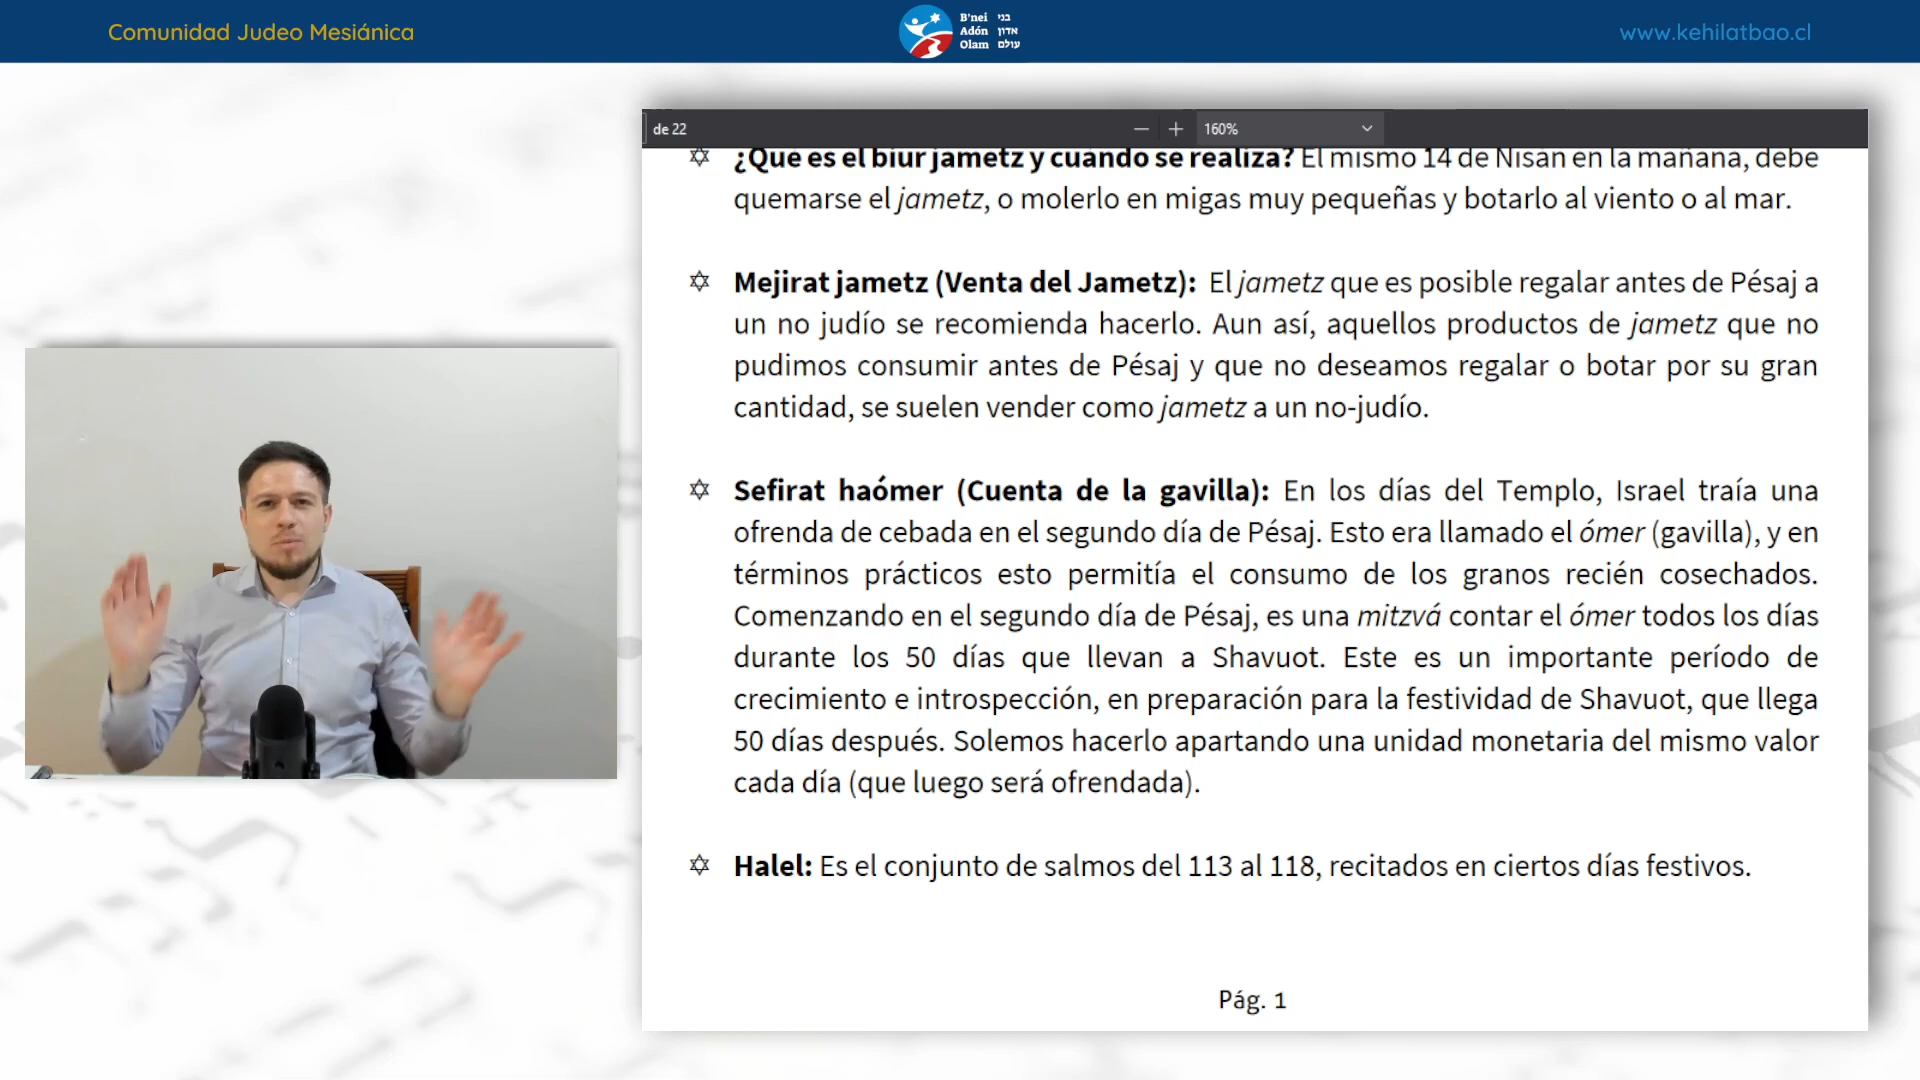 Comunidad Judeo Mesiánica
B'nei בני
Adón אדון
Olam עולם
www.kehilatbao.cl
de 22
160%
¿Qué es el biur jametz y cuándo se realiza? El mismo 14 de Nisán en la mañana, debe
quemarse el jametz, o molerlo en migas muy pequeñas y botarlo al viento o al mar.
Mejirat jametz (Venta del Jametz): El jametz que es posible regalar antes de Pésaj a
un no judío se recomienda hacerlo. Aun así, aquellos productos de jametz que no
pudimos consumir antes de Pésaj y que no deseamos regalar o botar por su gran
cantidad, se suelen vender como jametz a un no-judío.
Sefirat haómer (Cuenta de la gavilla): En los días del Templo, Israel traía una
ofrenda de cebada en el segundo día de Pésaj. Esto era llamado el ómer (gavilla), y en
términos prácticos esto permitía el consumo de los granos recién cosechados.
Comenzando en el segundo día de Pésaj, es una mitzvá contar el ómer todos los días
durante los 50 días que llevan a Shavuot. Este es un importante período de
crecimiento e introspección, en preparación para la festividad de Shavuot, que llega
50 días después. Solemos hacerlo apartando una unidad monetaria del mismo valor
cada día (que luego será ofrendada).
Halel: Es el conjunto de salmos del 113 al 118, recitados en ciertos días festivos.
Pág. 1